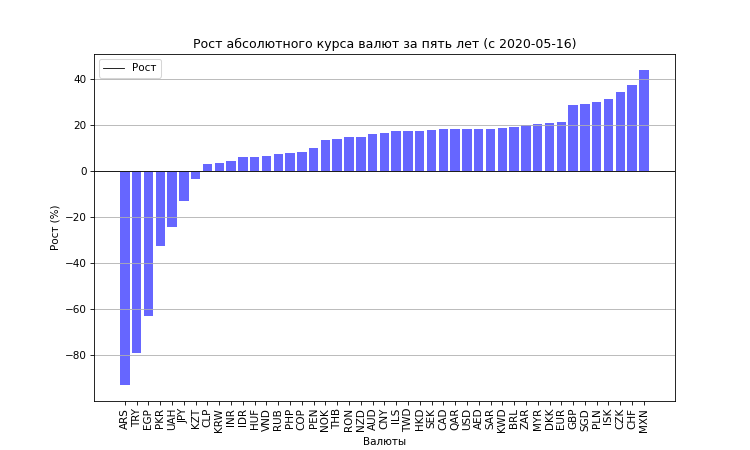 Рост абсолютного курса валют за пять лет (с 2020-05-16)
Рост
40
20
0
−20
−40
−60
−80
Рост (%)
ARS TRY EGP PKR UAH JPY KZT CLP KRW INR IDR HUF VND RUB PHP COP PEN NOK THB RON NZD AUD CNY ILS TWD HKD SEK CAD QAR USD AED SAR KWD BRL ZAR MYR DKK EUR GBP SGD PLN ISK CZK CHF MXN
Валюты